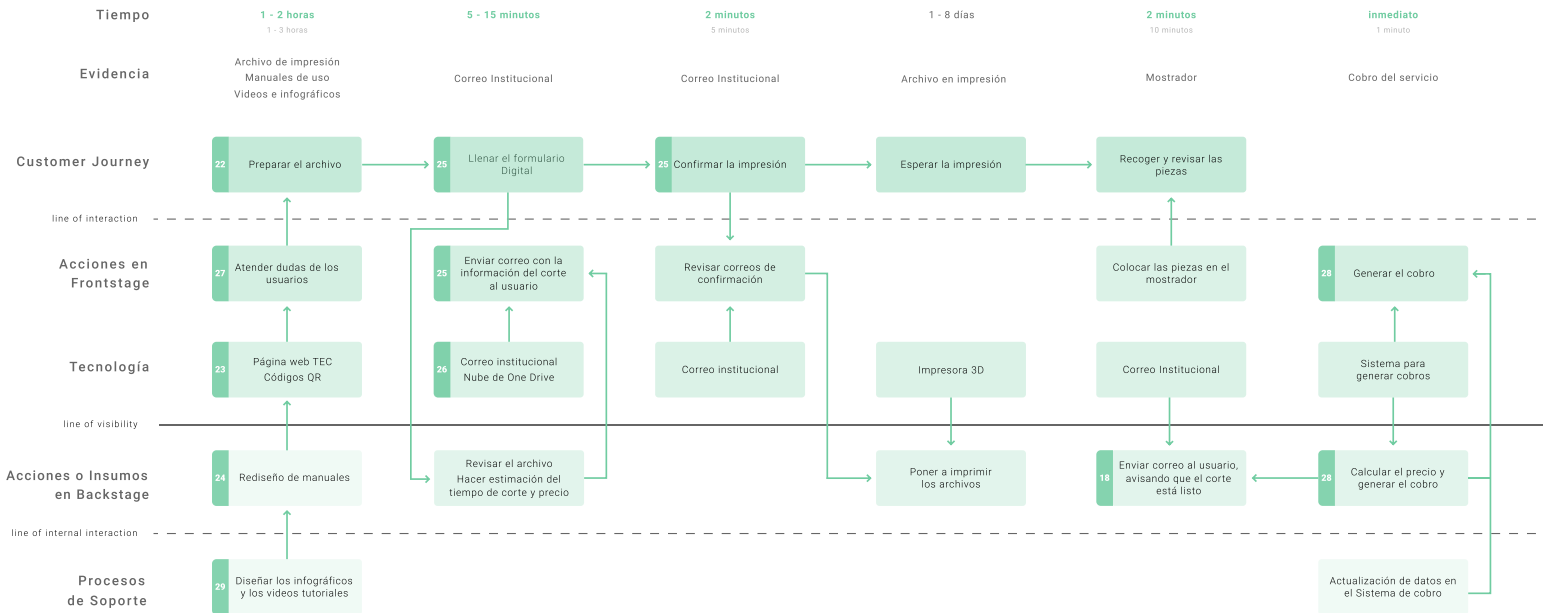 Tiempo
1 - 2 horas
1 - 3 horas
5 - 15 minutos
2 minutos
5 minutos
1 - 8 días
2 minutos
10 minutos
inmediato
1 minuto
Evidencia
Archivo de impresión
Manuales de uso
Videos e infográficos
Correo Institucional
Correo Institucional
Archivo en impresión
Mostrador
Cobro del servicio
Customer Journey
22
Preparar el archivo
25
Llenar el formulario
Digital
25
Confirmar la impresión
Esperar la impresión
Recoger y revisar las
piezas
line of interaction
Acciones en
Frontstage
27
Atender dudas de los
usuarios
25
Enviar correo con la
información del corte
al usuario
Revisar correos de
confirmación
Colocar las piezas en el
mostrador
28
Generar el cobro
Tecnología
23
Página web TEC
Códigos QR
26
Correo institucional
Nube de One Drive
Correo institucional
Impresora 3D
Correo Institucional
Sistema para
generar cobros
line of visibility
Acciones o Insumos
en Backstage
24
Rediseño de manuales
Revisar el archivo
Hacer estimación del
tiempo de corte y precio
Poner a imprimir
los archivos
18
Enviar correo al usuario,
avisando que el corte
está listo
28
Calcular el precio y
generar el cobro
line of internal interaction
Procesos
de Soporte
29
Diseñar los infográficos
y los videos tutoriales
Actualización de datos en
el Sistema de cobro